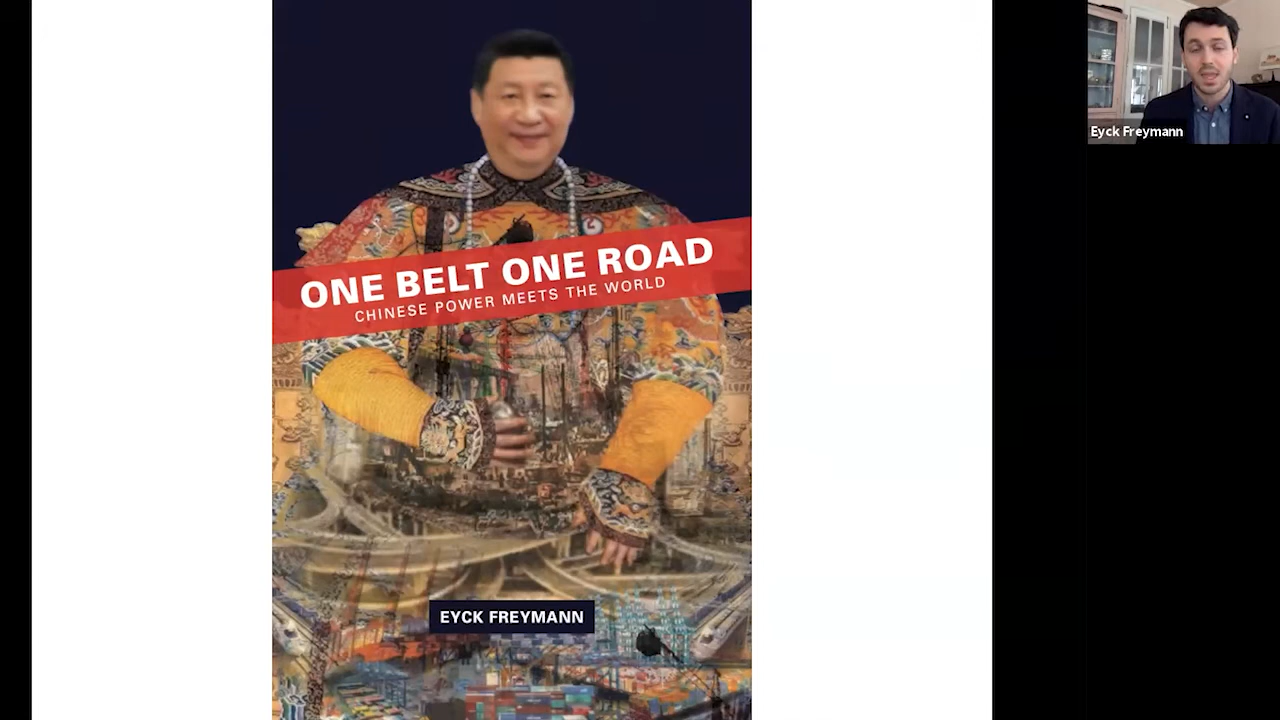 ONE BELT ONE ROAD
CHINESE POWER MEETS THE WORLD
EYCK FREYMANN
Eyck Freymann